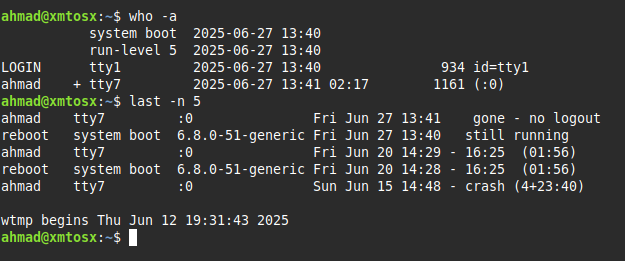 ahmad@xmtosx:~$ who -a
           system boot  2025-06-27 13:40
           run-level 5  2025-06-27 13:40
LOGIN      tty1         2025-06-27 13:40               934 id=tty1
ahmad    + tty7         2025-06-27 13:41 02:17        1161 (:0)
ahmad@xmtosx:~$ last -n 5
ahmad    tty7         :0               Fri Jun 27 13:41    gone - no logout
reboot   system boot  6.8.0-51-generic Fri Jun 27 13:40   still running
ahmad    tty7         :0               Fri Jun 20 14:29 - 16:25  (01:56)
reboot   system boot  6.8.0-51-generic Fri Jun 20 14:28 - 16:25  (01:56)
ahmad    tty7         :0               Sun Jun 15 14:48 - crash (4+23:40)

wtmp begins Thu Jun 12 19:31:43 2025
ahmad@xmtosx:~$